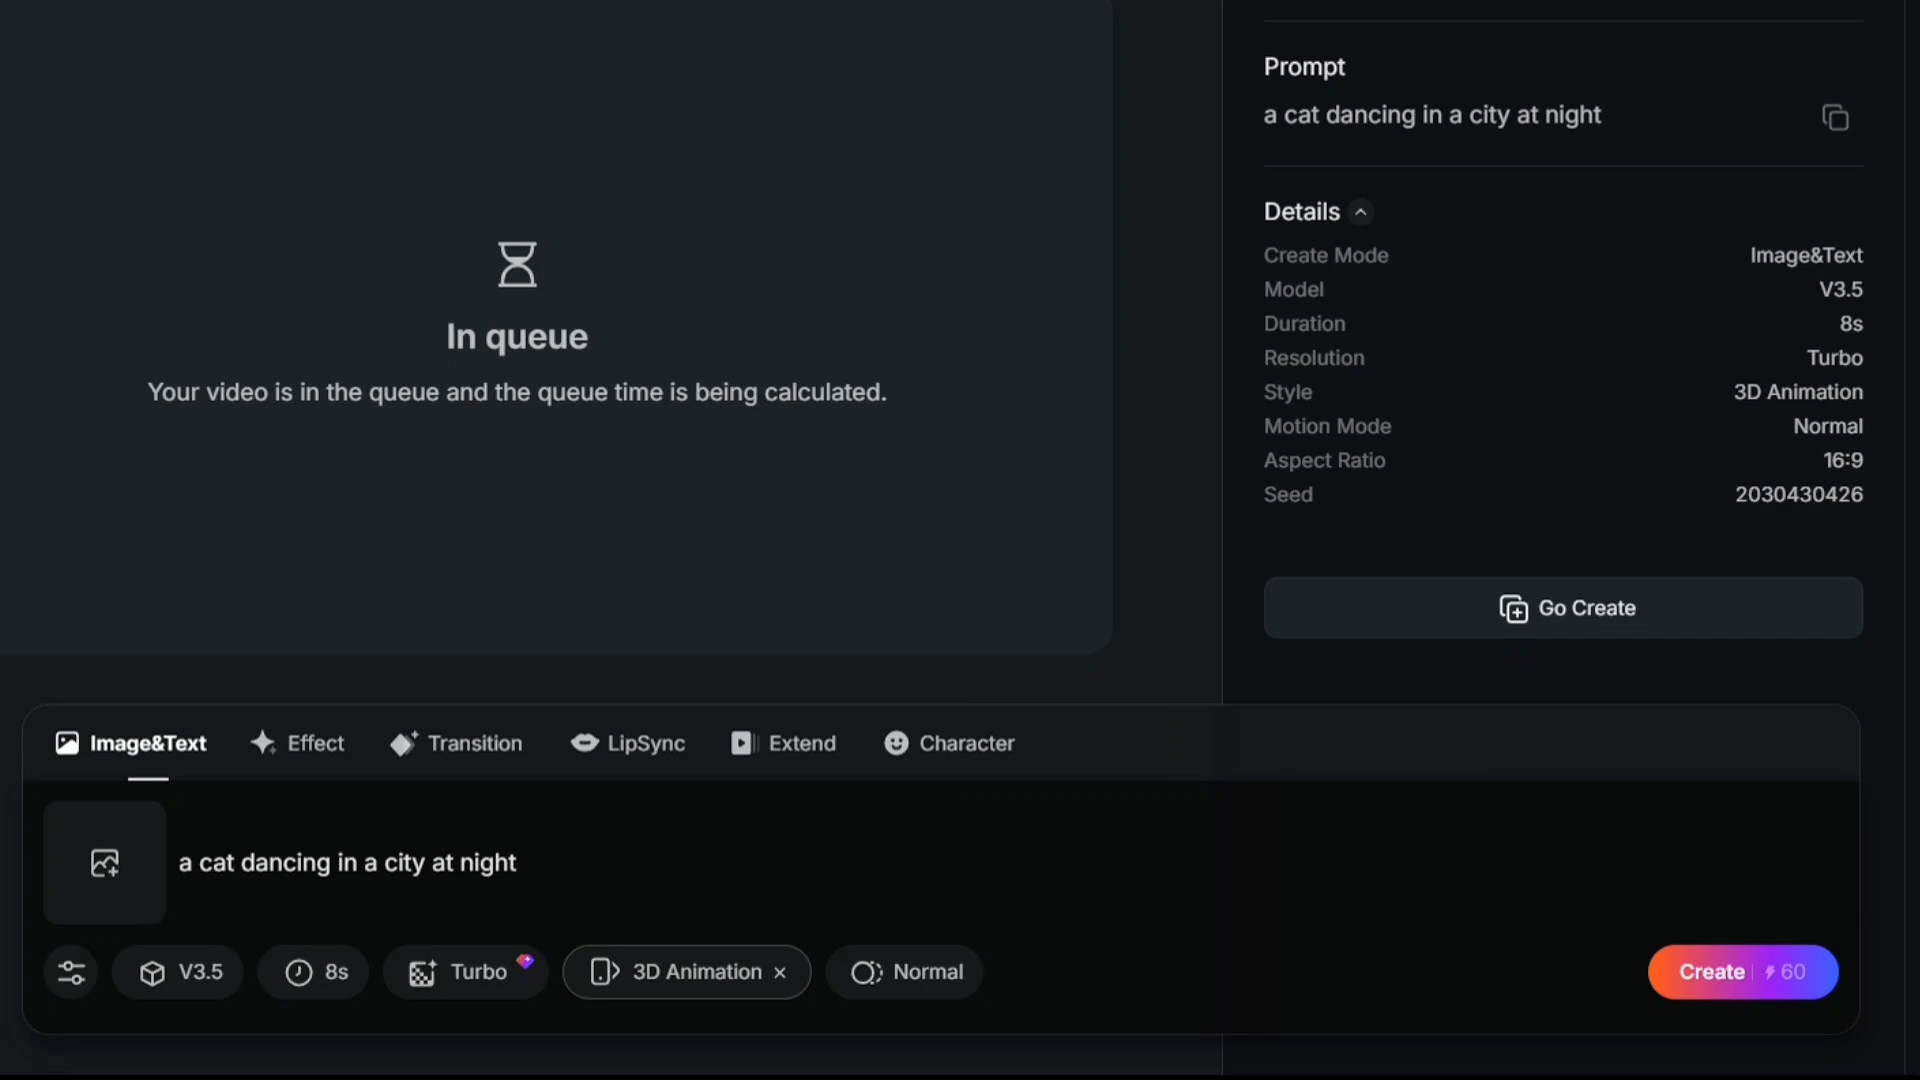 In queue
Your video is in the queue and the queue time is being calculated.
Prompt
a cat dancing in a city at night
Details
Create Mode Image&Text
Model V3.5
Duration 8s
Resolution Turbo
Style 3D Animation
Motion Mode Normal
Aspect Ratio 16:9
Seed 2030430426
Go Create
Image&Text Effect Transition LipSync Extend Character
a cat dancing in a city at night
V3.5 8s Turbo 3D Animation × Normal Create 60